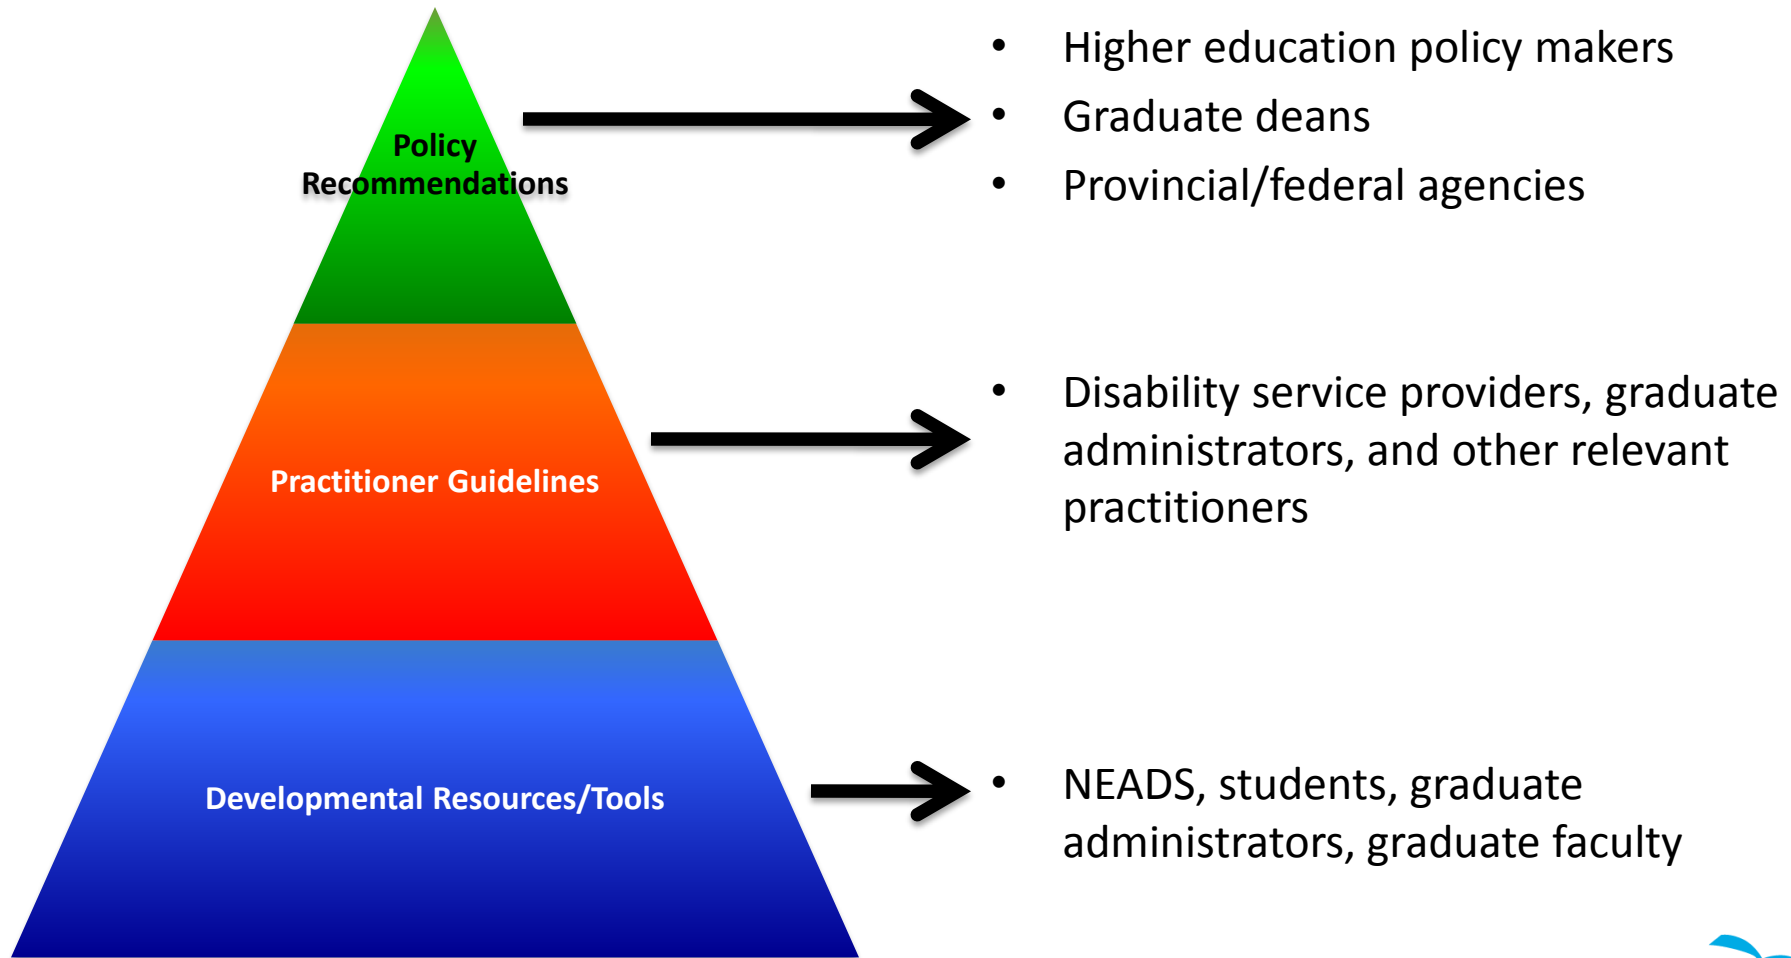 Policy
Recommendations
• Higher education policy makers
• Graduate deans
• Provincial/federal agencies
Practitioner Guidelines
• Disability service providers, graduate
administrators, and other relevant
practitioners
Developmental Resources/Tools
• NEADS, students, graduate
administrators, graduate faculty